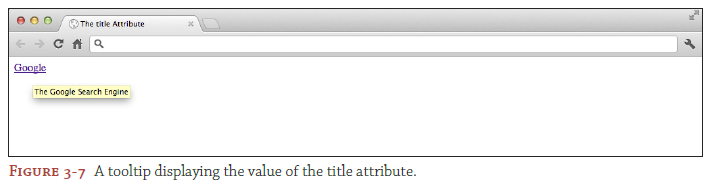 The title Attribute
Google
The Google Search Engine
FIGURE 3-7 A tooltip displaying the value of the title attribute.